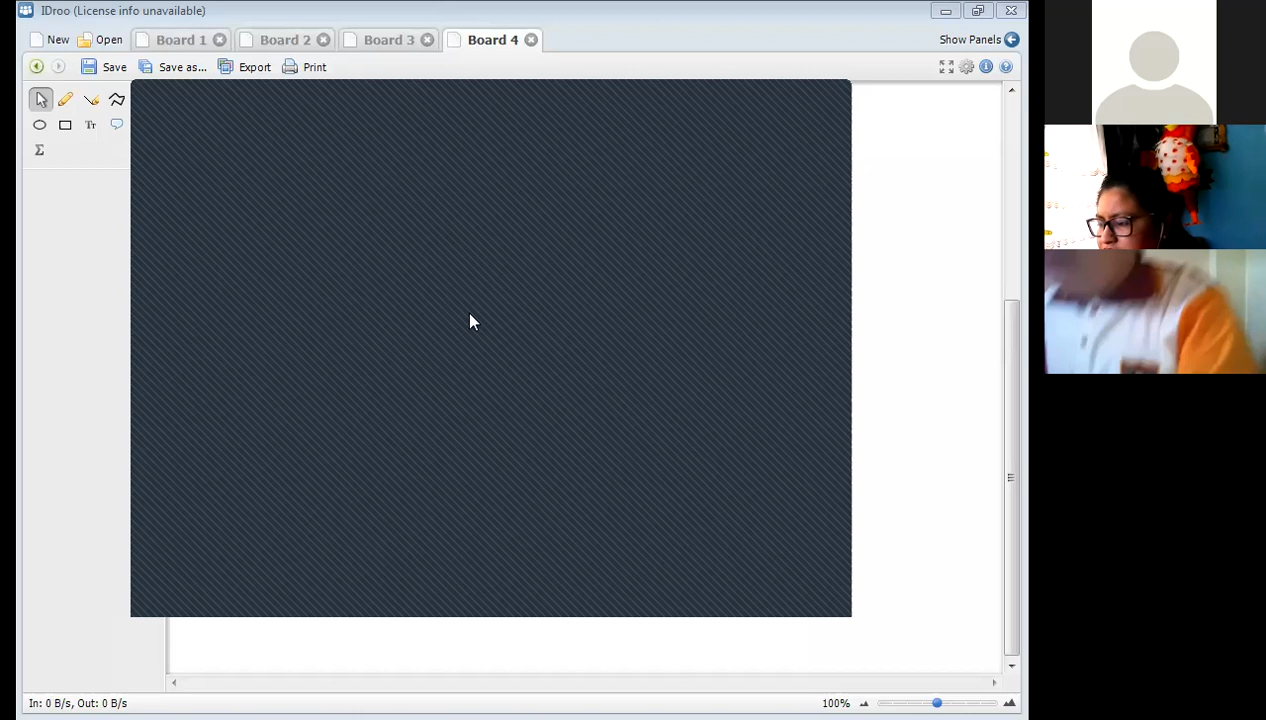 IDroo (License info unavailable)
New Open Board 1 Board 2 Board 3 Board 4 Show Panels
Save Save as... Export Print
Tr
Σ
In: 0 B/s, Out: 0 B/s 100%